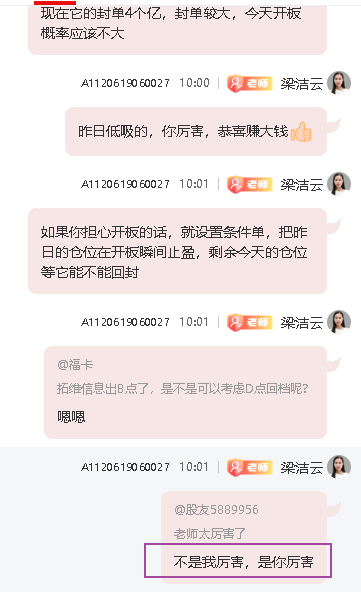 现在它的封单4个亿，封单较大，今天开板
概率应该不大
A1120619060027 10:00 老师 梁洁云
昨日低吸的，你厉害，恭喜赚大钱👍
A1120619060027 10:01 老师 梁洁云
如果你担心开板的话，就设置条件单，把昨
日的仓位在开板瞬间止盈，剩余今天的仓位
等它能不能回封
A1120619060027 10:01 老师 梁洁云
@福卡
拓维信息出B点了，是不是可以考虑D点回档呢?
嗯嗯
A1120619060027 10:01 老师 梁洁云
@股友5889956
老师太厉害了
不是我厉害，是你厉害